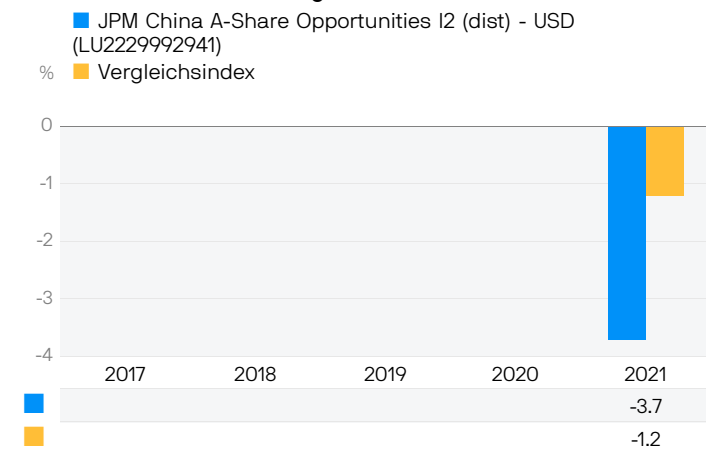 JPM China A-Share Opportunities I2 (dist) - USD
(LU2229992941)
% Vergleichsindex
0
-1
-2
-3
-4
2017 2018 2019 2020 2021
-3.7
-1.2